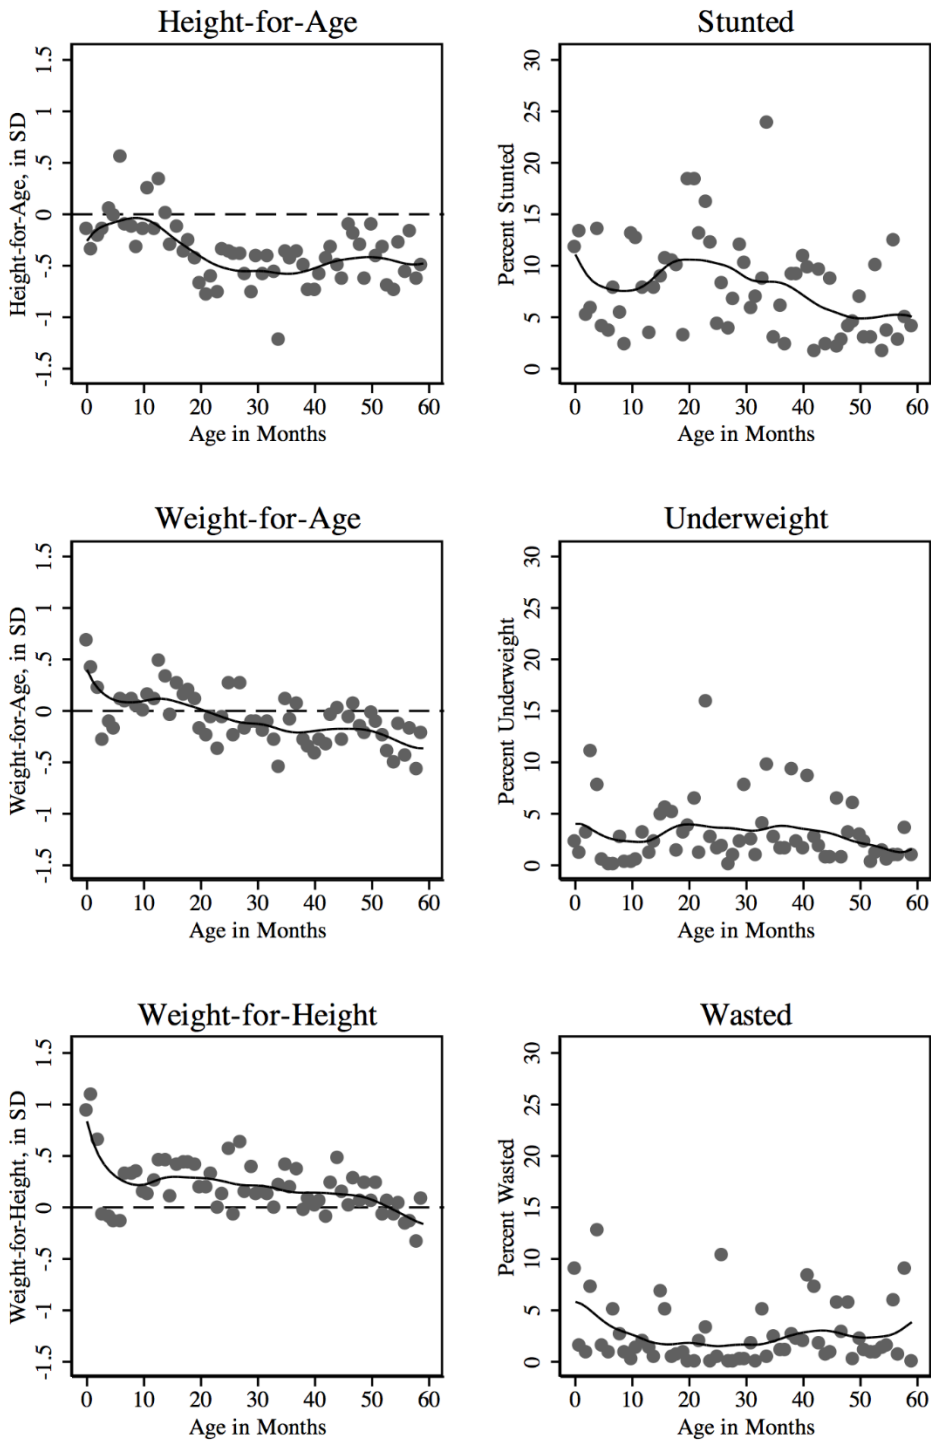 Height-for-Age
Height-for-Age, in SD
1.5
1
.5
0
-.5
-1
-1.5
0 10 20 30 40 50 60
Age in Months
Stunted
Percent Stunted
30
25
20
15
10
5
0
0 10 20 30 40 50 60
Age in Months
Weight-for-Age
Weight-for-Age, in SD
1.5
1
.5
0
-.5
-1
-1.5
0 10 20 30 40 50 60
Age in Months
Underweight
Percent Underweight
30
25
20
15
10
5
0
0 10 20 30 40 50 60
Age in Months
Weight-for-Height
Weight-for-Height, in SD
1.5
1
.5
0
-.5
-1
-1.5
0 10 20 30 40 50 60
Age in Months
Wasted
Percent Wasted
30
25
20
15
10
5
0
0 10 20 30 40 50 60
Age in Months